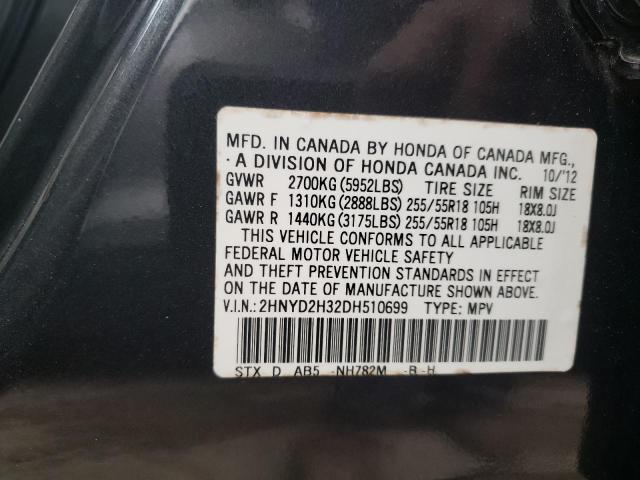 MFD. IN CANADA BY HONDA OF CANADA MFG.,
· A DIVISION OF HONDA CANADA INC. 10/'12
GVWR 2700KG(5952LBS) TIRE SIZE RIM SIZE
GAWR F 1310KG(2888LBS) 255/55R18 105H 18X8.0J
GAWR R 1440KG(3175LBS) 255/55R18 105H 18X8.0J
THIS VEHICLE CONFORMS TO ALL APPLICABLE
FEDERAL MOTOR VEHICLE SAFETY
AND THEFT PREVENTION STANDARDS IN EFFECT
ON THE DATE OF MANUFACTURE SHOWN ABOVE.
V.I.N.: 2HNYD2H32DH510699 TYPE: MPV
STX D AB5 -NH782M -B -H